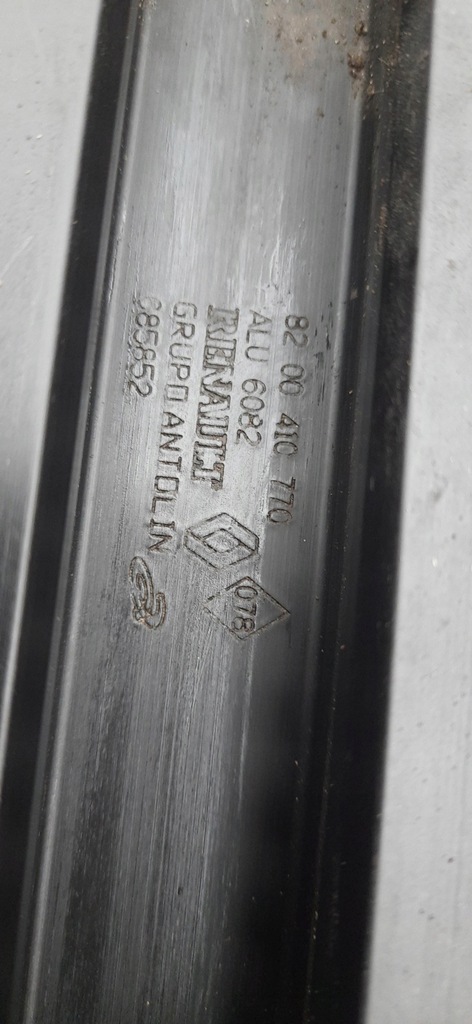 82 00 410 770
ALU 6082
RENAULT
078
GRUPO ANTOLIN
685852